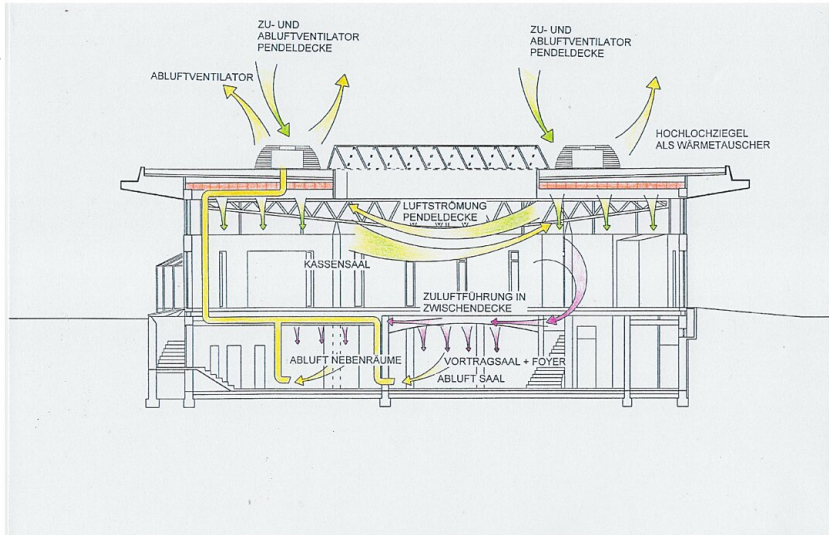 ZU- UND
ABLUFTVENTILATOR
PENDELDECKE
ZU- UND
ABLUFTVENTILATOR
PENDELDECKE
ABLUFTVENTILATOR
HOCHLOCHZIEGEL
ALS WÄRMETAUSCHER
LUFTSTRÖMUNG
PENDELDECKE
KASSENSAAL
ZULUFTFÜHRUNG IN
ZWISCHENDECKE
ABLUFT NEBENRÄUME
VORTRAGSAAL + FOYER
ABLUFT SAAL